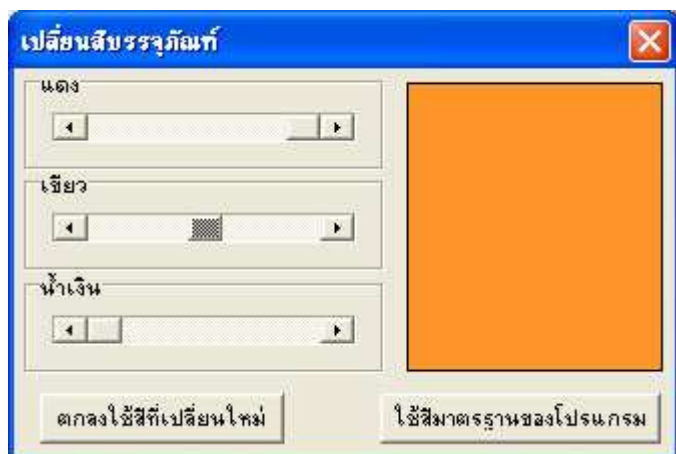 เปลี่ยนสีบรรจุภัณฑ์
แดง
เขียว
น้ำเงิน
ตกลงใช้สีที่เปลี่ยนใหม่
ใช้สีมาตรฐานของโปรแกรม